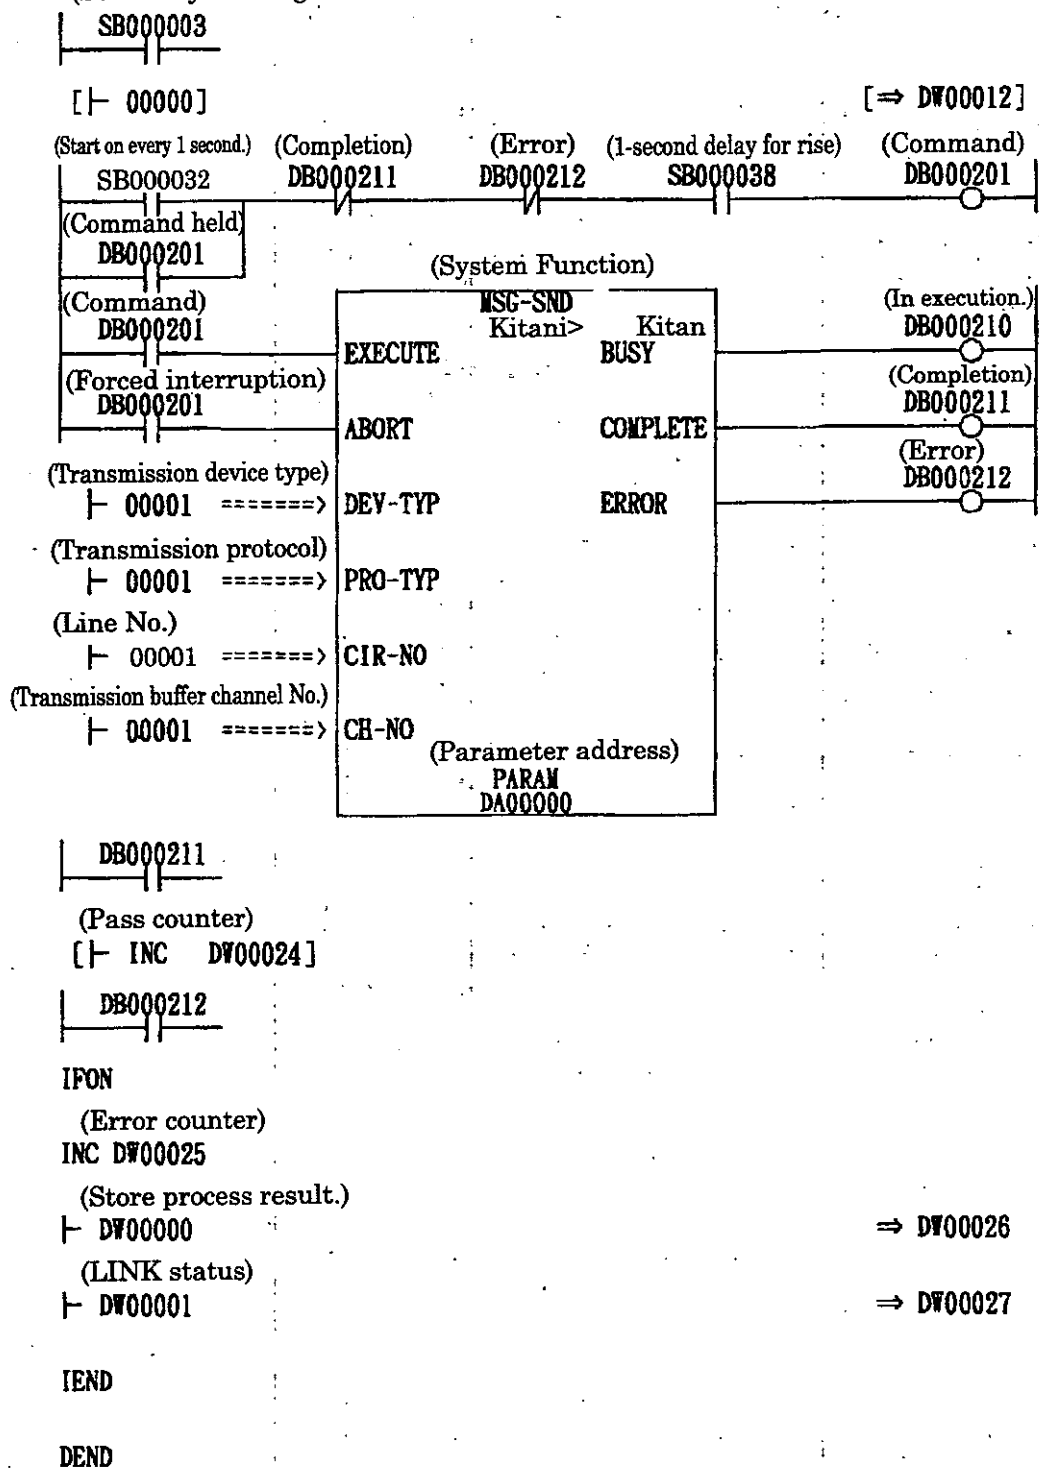 SB000003
[├ 00000] [⇒ DW00012]
(Start on every 1 second.) (Completion) (Error) (1-second delay for rise) (Command)
SB000032 DB000211 DB000212 SB000038 DB000201
(Command held)
DB000201
(System Function)
(Command) MSG-SND (In execution.)
DB000201 Kitani> Kitan DB000210
EXECUTE BUSY
(Forced interruption) (Completion)
DB000201 DB000211
ABORT COMPLETE
(Error)
(Transmission device type) DB000212
├ 00001 =======> DEV-TYP ERROR
(Transmission protocol)
├ 00001 =======> PRO-TYP
(Line No.)
├ 00001 =======> CIR-NO
(Transmission buffer channel No.)
├ 00001 =======> CH-NO
(Parameter address)
PARAM
DA00000
DB000211
(Pass counter)
[├ INC DW00024]
DB000212
IFON
(Error counter)
INC DW00025
(Store process result.)
├ DW00000 ⇒ DW00026
(LINK status)
├ DW00001 ⇒ DW00027
IEND
DEND